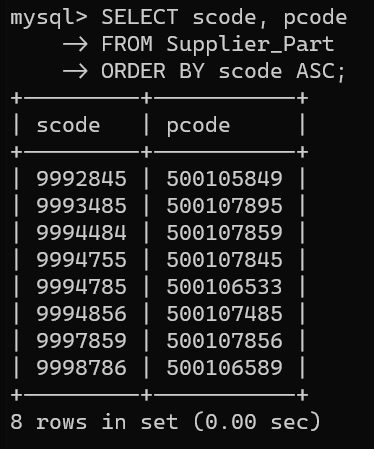 mysql> SELECT scode, pcode
    -> FROM Supplier_Part
    -> ORDER BY scode ASC;
+---------+-----------+
| scode   | pcode     |
+---------+-----------+
| 9992845 | 500105849 |
| 9993485 | 500107895 |
| 9994484 | 500107859 |
| 9994755 | 500107845 |
| 9994785 | 500106533 |
| 9994856 | 500107485 |
| 9997859 | 500107856 |
| 9998786 | 500106589 |
+---------+-----------+
8 rows in set (0.00 sec)